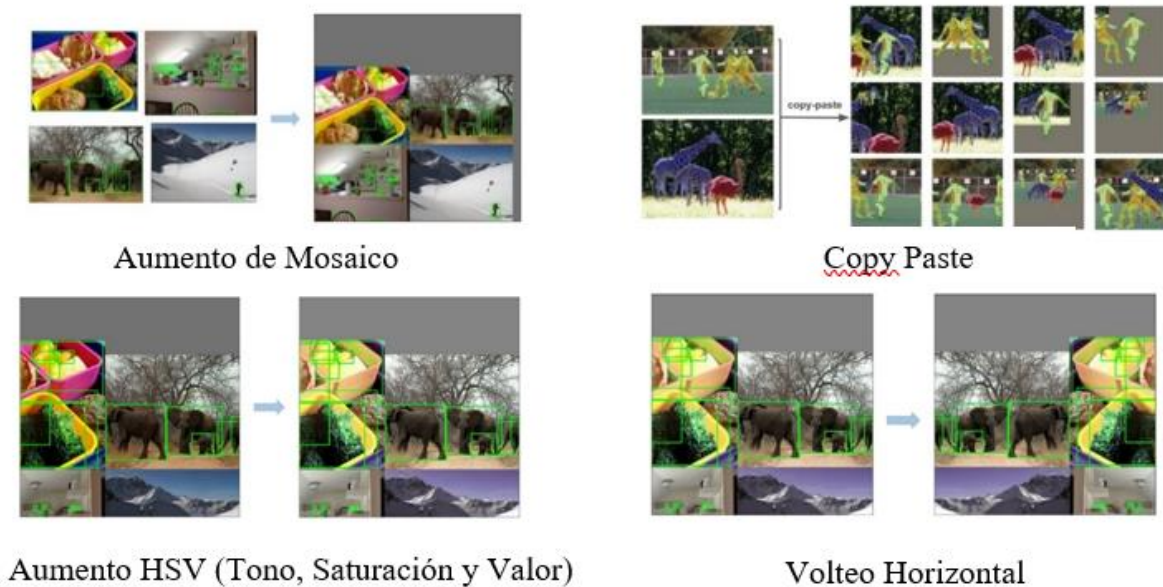 copy-paste
Aumento de Mosaico
Copy Paste
Aumento HSV (Tono, Saturación y Valor)
Volteo Horizontal